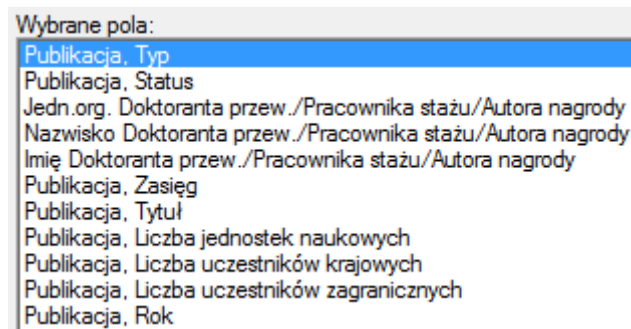 Wybrane pola:
Publikacja, Typ
Publikacja, Status
Jedn.org. Doktoranta przew./Pracownika stażu/Autora nagrody
Nazwisko Doktoranta przew./Pracownika stażu/Autora nagrody
Imię Doktoranta przew./Pracownika stażu/Autora nagrody
Publikacja, Zasięg
Publikacja, Tytuł
Publikacja, Liczba jednostek naukowych
Publikacja, Liczba uczestników krajowych
Publikacja, Liczba uczestników zagranicznych
Publikacja, Rok